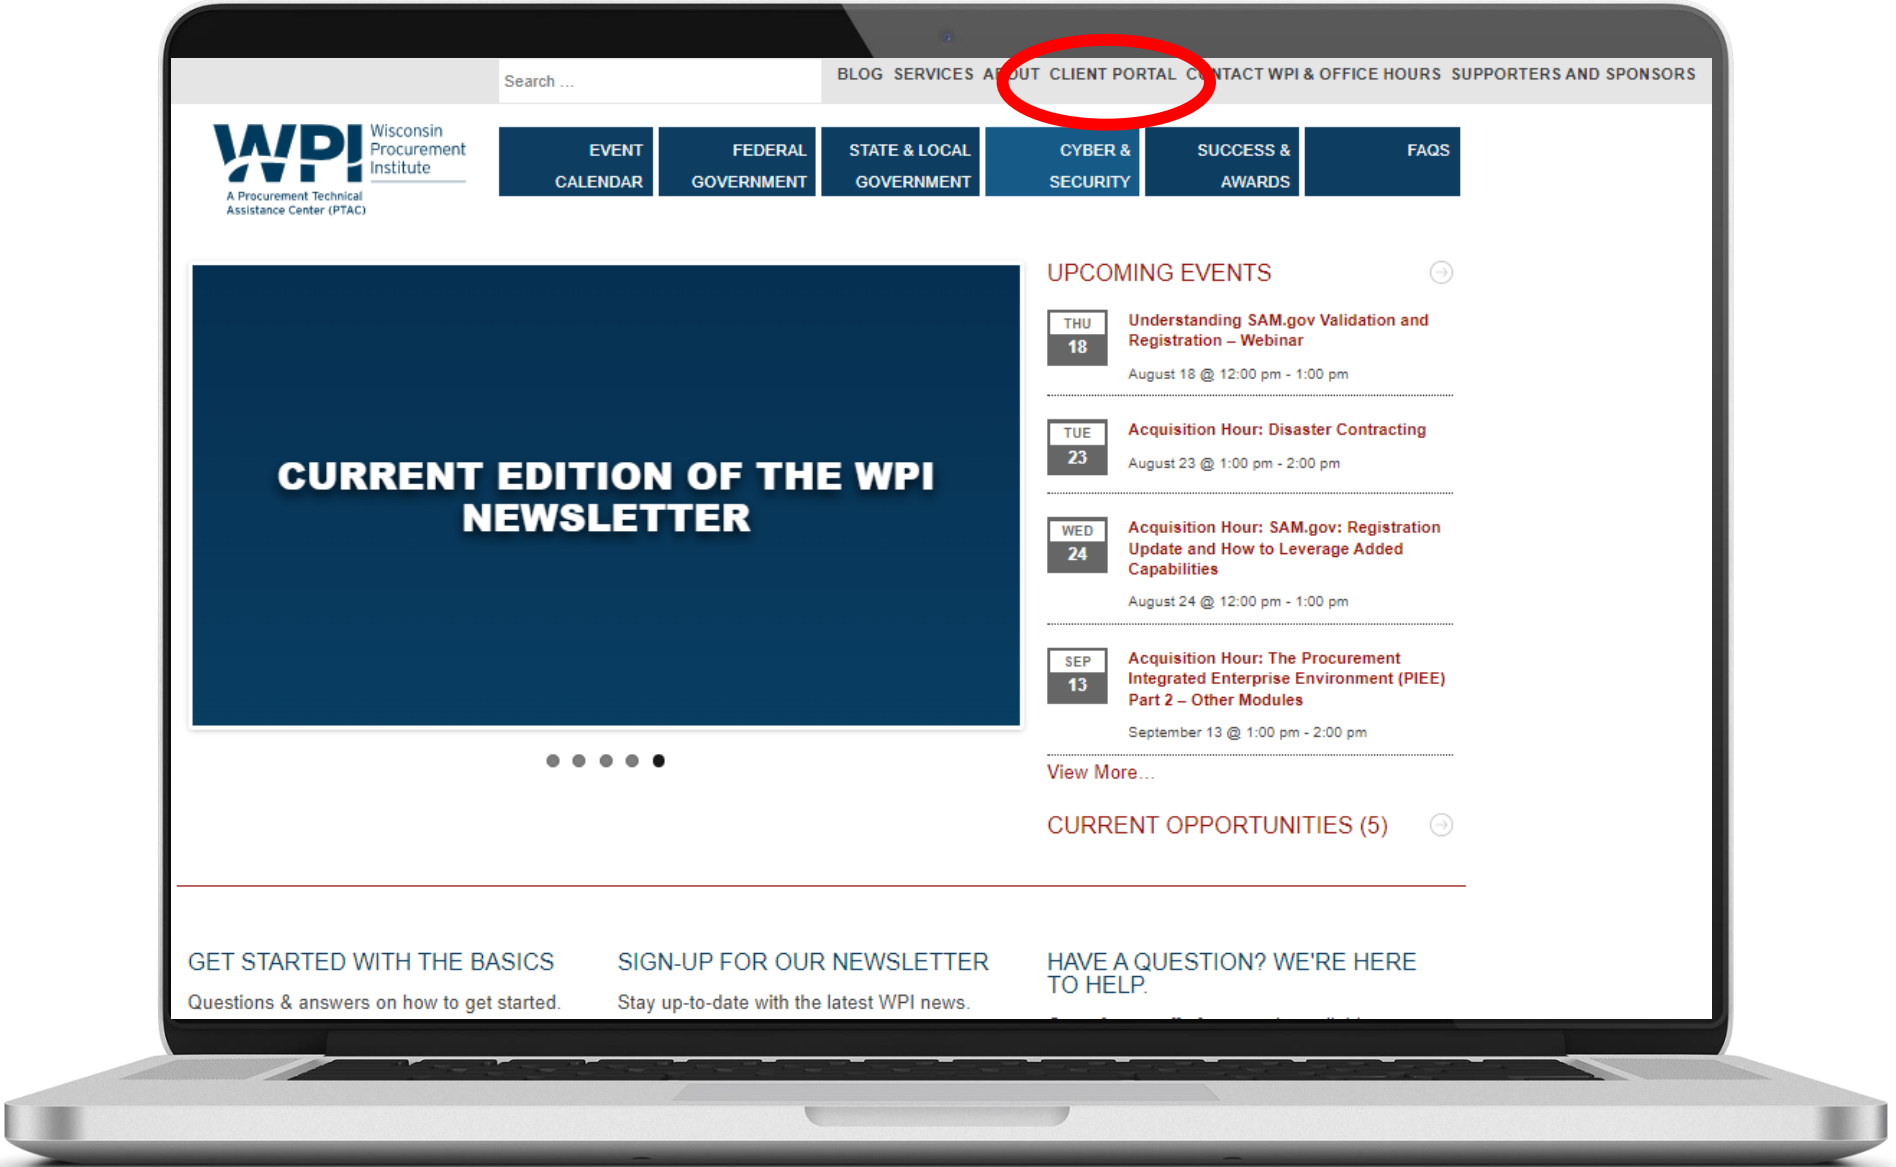 Search ...
BLOG SERVICES ABOUT CLIENT PORTAL CONTACT WPI & OFFICE HOURS SUPPORTERS AND SPONSORS
WPI
Wisconsin
Procurement
Institute
A Procurement Technical
Assistance Center (PTAC)
EVENT
CALENDAR
FEDERAL
GOVERNMENT
STATE & LOCAL
GOVERNMENT
CYBER &
SECURITY
SUCCESS &
AWARDS
FAQS
CURRENT EDITION OF THE WPI
NEWSLETTER
UPCOMING EVENTS
THU
18
Understanding SAM.gov Validation and
Registration – Webinar
August 18 @ 12:00 pm - 1:00 pm
TUE
23
Acquisition Hour: Disaster Contracting
August 23 @ 1:00 pm - 2:00 pm
WED
24
Acquisition Hour: SAM.gov: Registration
Update and How to Leverage Added
Capabilities
August 24 @ 12:00 pm - 1:00 pm
SEP
13
Acquisition Hour: The Procurement
Integrated Enterprise Environment (PIEE)
Part 2 – Other Modules
September 13 @ 1:00 pm - 2:00 pm
View More...
CURRENT OPPORTUNITIES (5)
GET STARTED WITH THE BASICS
Questions & answers on how to get started.
SIGN-UP FOR OUR NEWSLETTER
Stay up-to-date with the latest WPI news.
HAVE A QUESTION? WE'RE HERE
TO HELP.